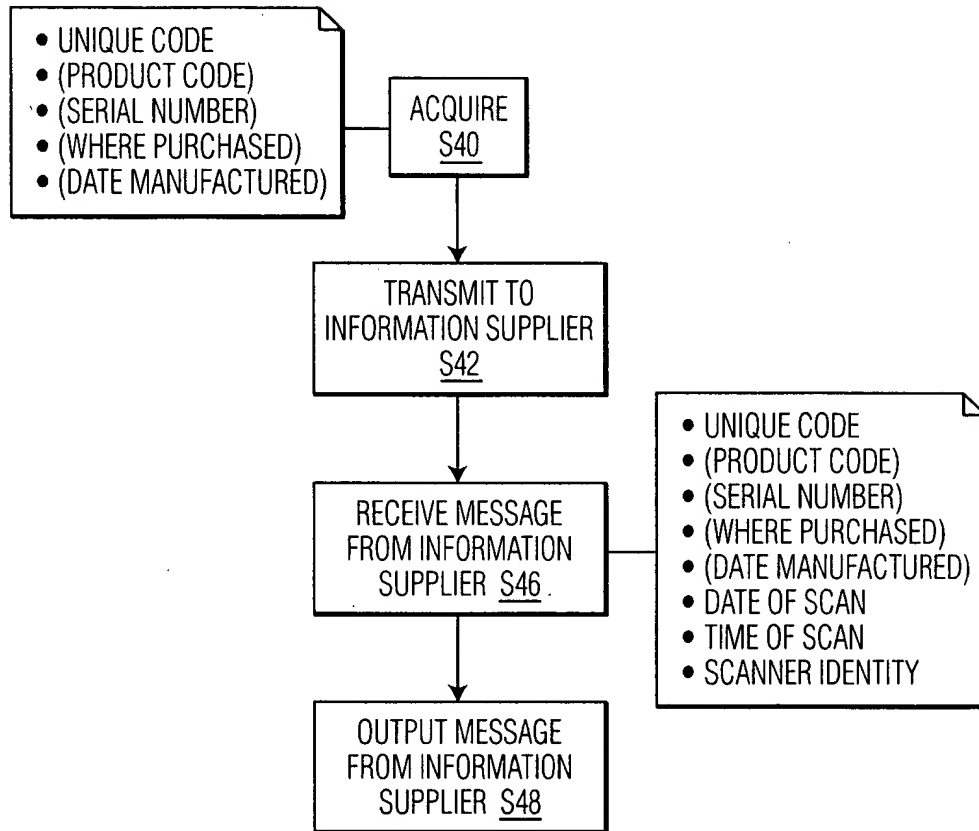 • UNIQUE CODE
• (PRODUCT CODE)
• (SERIAL NUMBER)
• (WHERE PURCHASED)
• (DATE MANUFACTURED)
ACQUIRE
S40
TRANSMIT TO
INFORMATION SUPPLIER
S42
RECEIVE MESSAGE
FROM INFORMATION
SUPPLIER S46
• UNIQUE CODE
• (PRODUCT CODE)
• (SERIAL NUMBER)
• (WHERE PURCHASED)
• (DATE MANUFACTURED)
• DATE OF SCAN
• TIME OF SCAN
• SCANNER IDENTITY
OUTPUT MESSAGE
FROM INFORMATION
SUPPLIER S48